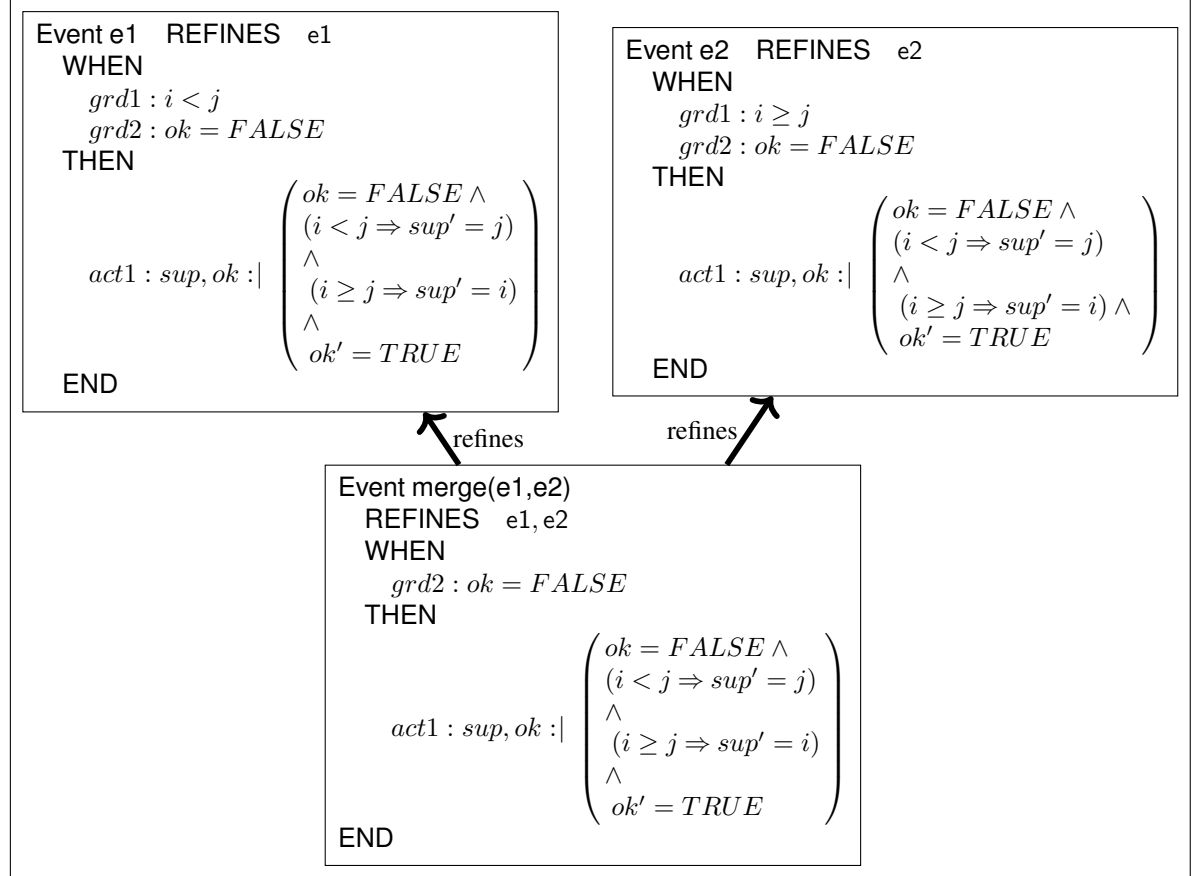 Event e1 REFINES e1
WHEN
grd1 : i < j
grd2 : ok = FALSE
THEN
act1 : sup, ok :|
ok = FALSE ∧
(i < j ⇒ sup′ = j)
∧
(i ≥ j ⇒ sup′ = i)
∧
ok′ = TRUE
END
Event e2 REFINES e2
WHEN
grd1 : i ≥ j
grd2 : ok = FALSE
THEN
act1 : sup, ok :|
ok = FALSE ∧
(i < j ⇒ sup′ = j)
∧
(i ≥ j ⇒ sup′ = i) ∧
ok′ = TRUE
END
refines
refines
Event merge(e1,e2)
REFINES e1, e2
WHEN
grd2 : ok = FALSE
THEN
act1 : sup, ok :|
ok = FALSE ∧
(i < j ⇒ sup′ = j)
∧
(i ≥ j ⇒ sup′ = i)
∧
ok′ = TRUE
END